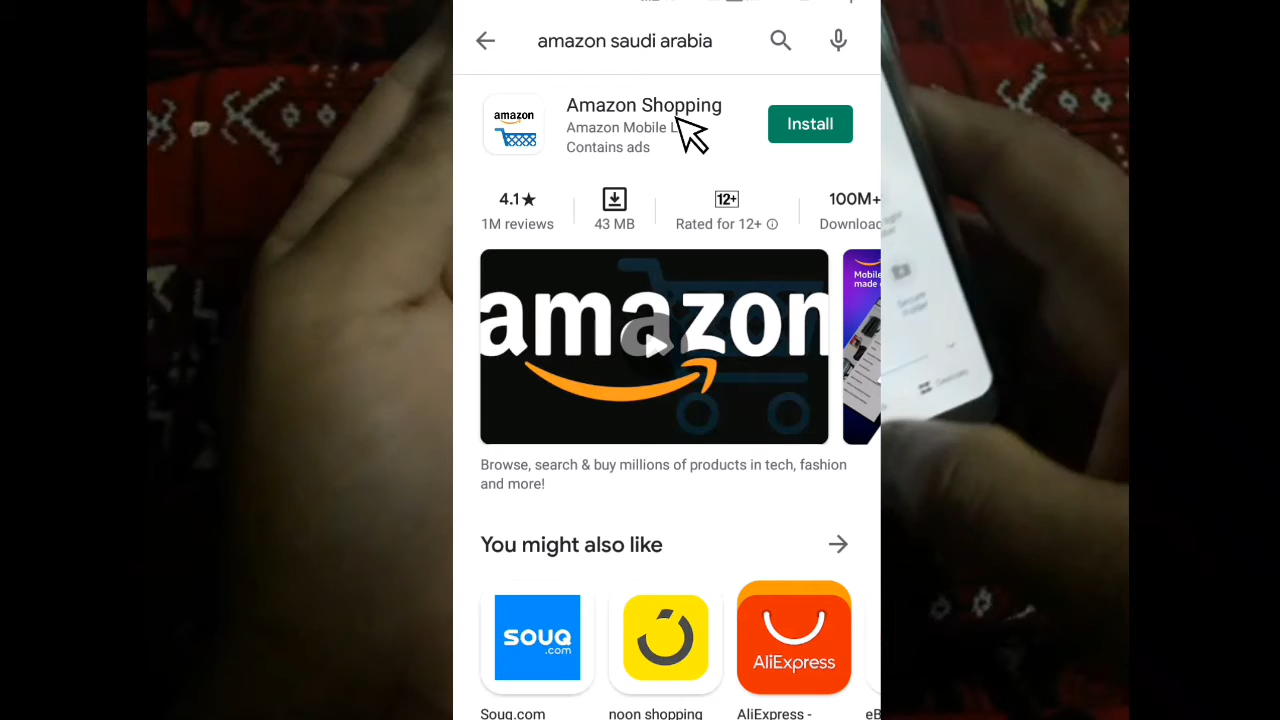 amazon saudi arabia
amazon
Amazon Shopping
Amazon Mobile L
Contains ads
Install
4.1★
1M reviews
43 MB
12+
Rated for 12+
100M+
Downloac
amazon
Mobile
made
Browse, search & buy millions of products in tech, fashion
and more!
You might also like
souq
.com
AliExpress
Souq.com
noon shopping
AliExpress -
eB